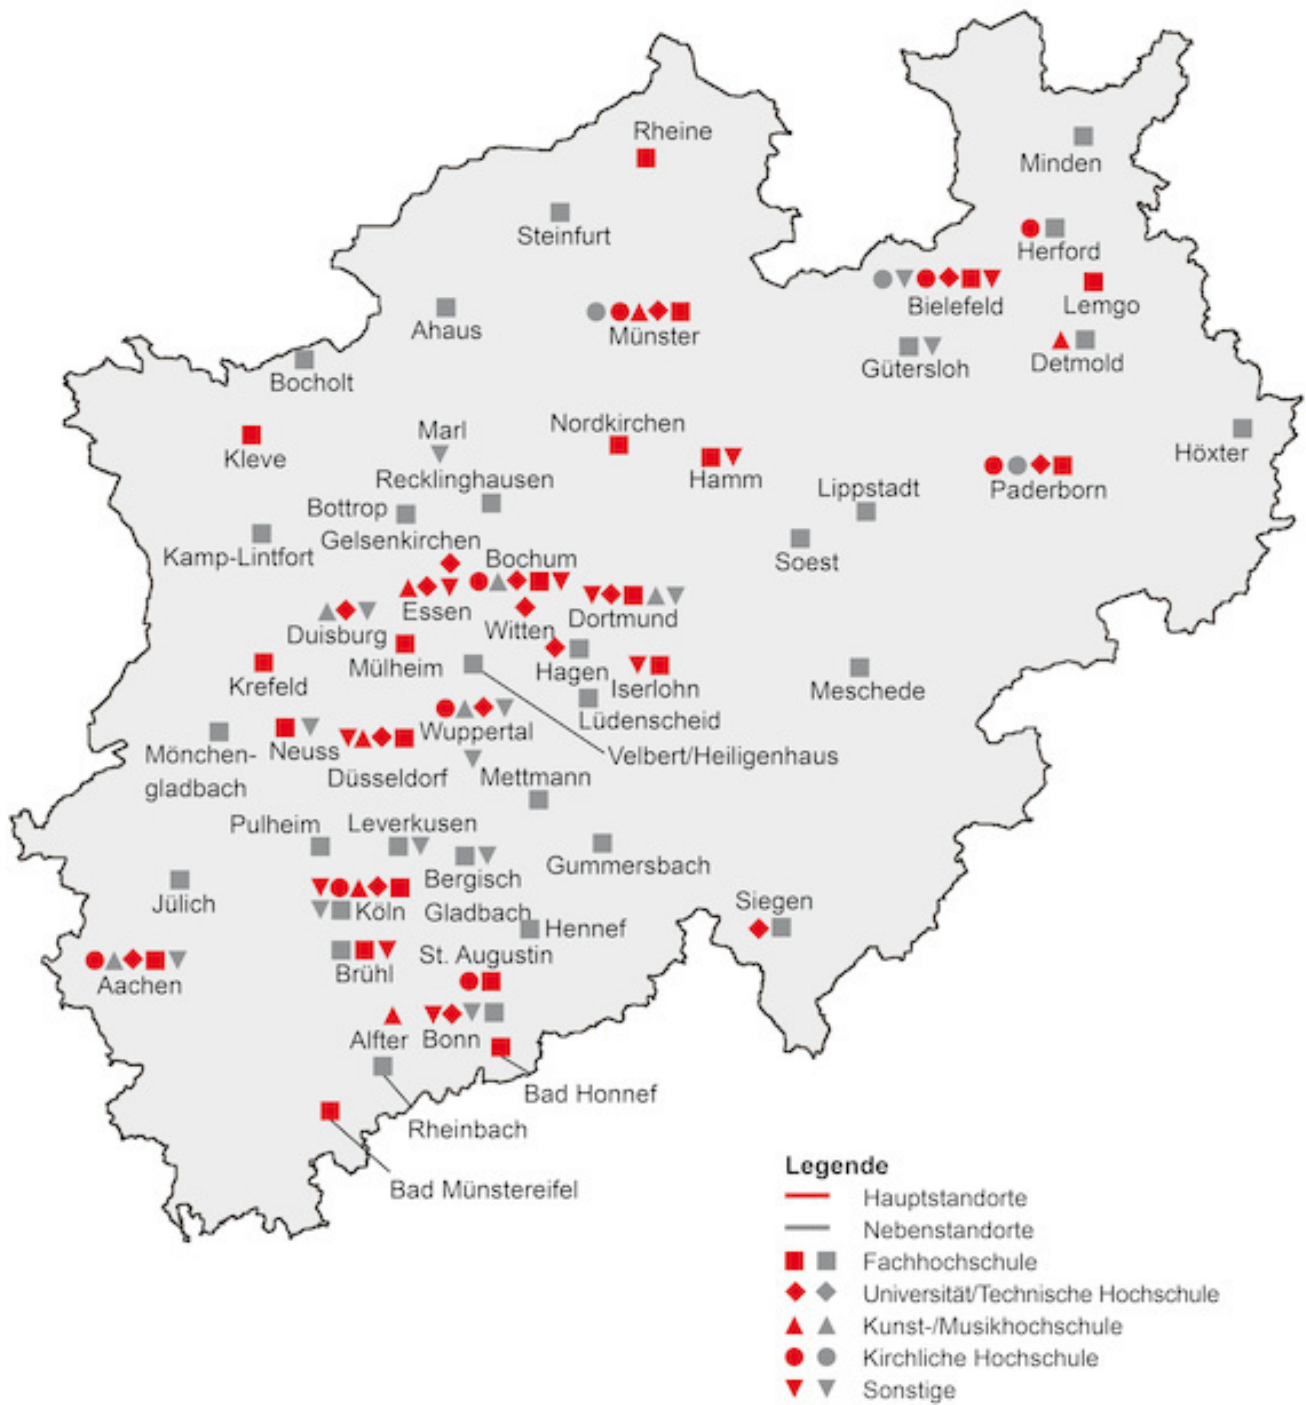 Rheine
Minden
Steinfurt
Herford
Bielefeld
Lemgo
Ahaus
Münster
Gütersloh
Detmold
Bocholt
Nordkirchen
Marl
Kleve
Höxter
Recklinghausen
Hamm
Lippstadt
Paderborn
Bottrop
Gelsenkirchen
Kamp-Lintfort
Bochum
Soest
Essen
Dortmund
Duisburg
Witten
Mülheim
Hagen
Krefeld
Iserlohn
Meschede
Lüdenscheid
Wuppertal
Neuss
Mönchen-
gladbach
Velbert/Heiligenhaus
Düsseldorf
Mettmann
Pulheim
Leverkusen
Gummersbach
Bergisch
Gladbach
Jülich
Köln
Siegen
Hennef
St. Augustin
Brühl
Aachen
Alfter
Bonn
Bad Honnef
Rheinbach
Bad Münstereifel
Legende
Hauptstandorte
Nebenstandorte
Fachhochschule
Universität/Technische Hochschule
Kunst-/Musikhochschule
Kirchliche Hochschule
Sonstige